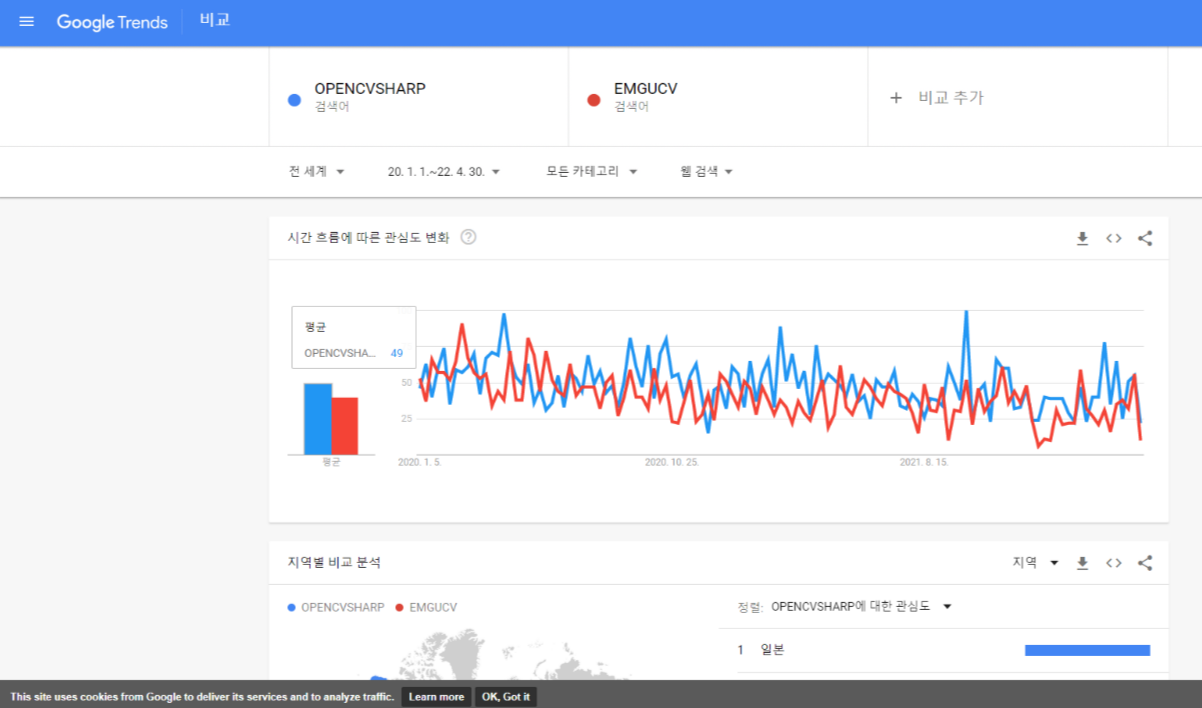 Google Trends 비교
OPENCVSHARP
검색어
EMGUCV
검색어
+ 비교 추가
전 세계
20. 1. 1.~22. 4. 30.
모든 카테고리
웹 검색
시간 흐름에 따른 관심도 변화 ?
평균
OPENCVSHA... 49
50
25
평균
2020. 1. 5.
2020. 10. 25.
2021. 8. 15.
지역별 비교 분석
지역
OPENCVSHARP EMGUCV
정렬: OPENCVSHARP에 대한 관심도
1 일본
This site uses cookies from Google to deliver its services and to analyze traffic. Learn more OK, Got it